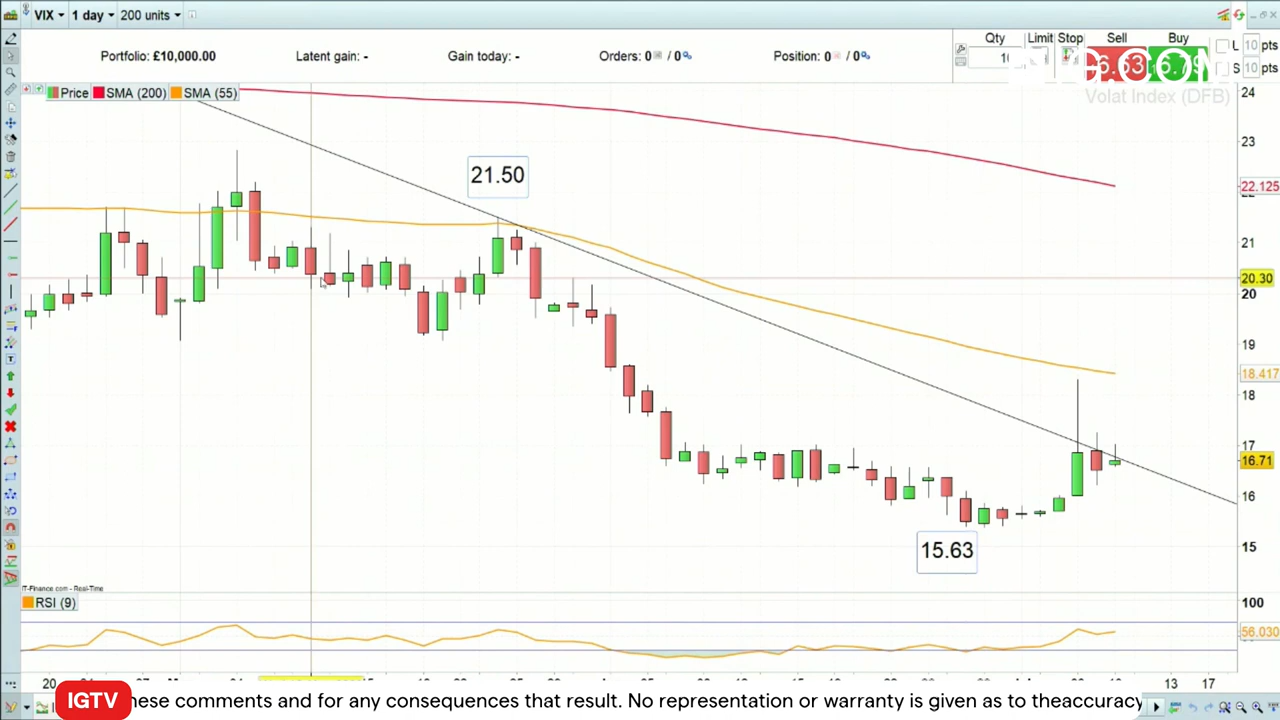 VIX 1 day 200 units
Portfolio: £10,000.00 Latent gain: - Gain today: - Orders: 0 / 0 Position: 0 / 0
Qty Limit Stop Sell Buy
10 pts
10 pts
Volat Index (DFB)
Price SMA (200) SMA (55)
24
23
22.125
21.50
21
20.30
20
19
18.417
18
17
16.71
16
15.63
15
IT-Finance.com - Real-Time
RSI (9)
100
56.030
20 27 13 17
IGTV
hese comments and for any consequences that result. No representation or warranty is given as to theaccuracy